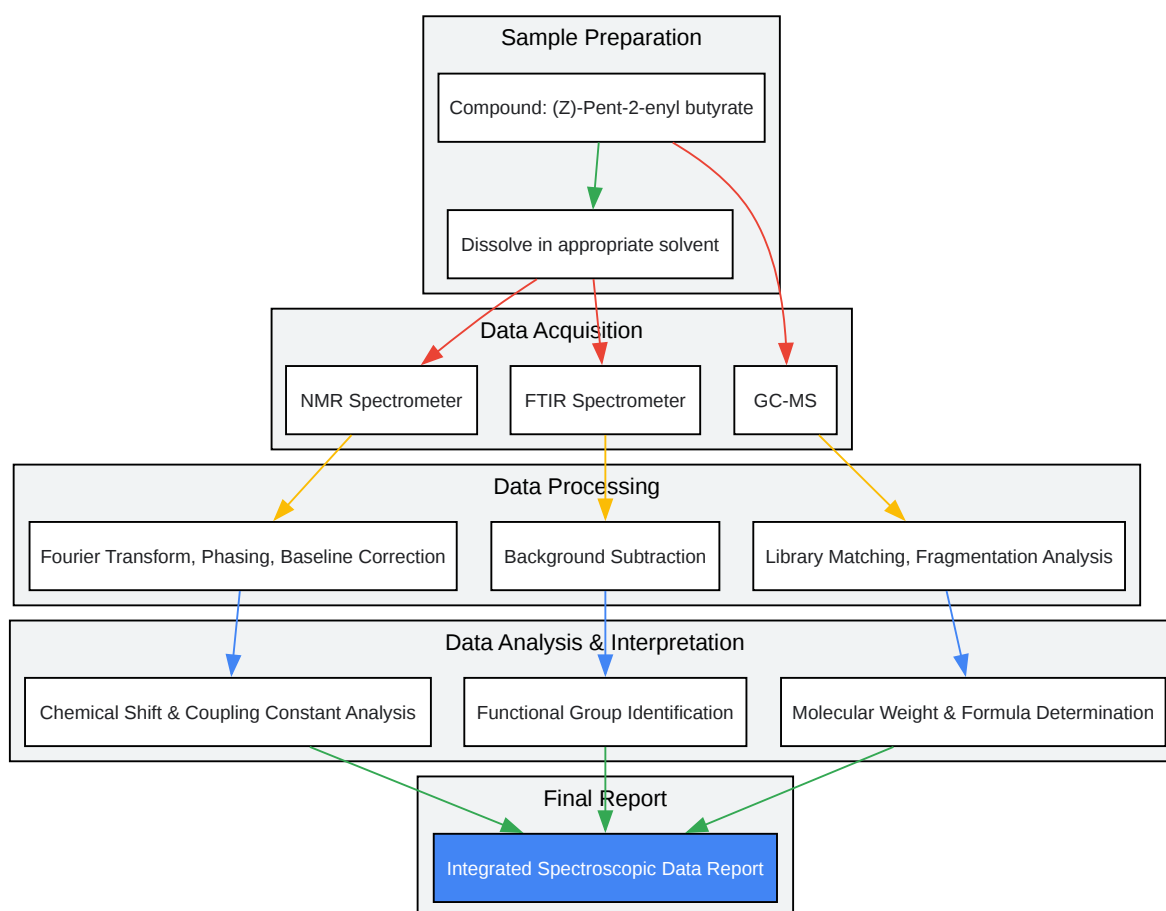 Sample Preparation
Compound: (Z)-Pent-2-enyl butyrate
Dissolve in appropriate solvent
Data Acquisition
NMR Spectrometer
FTIR Spectrometer
GC-MS
Data Processing
Fourier Transform, Phasing, Baseline Correction
Background Subtraction
Library Matching, Fragmentation Analysis
Data Analysis & Interpretation
Chemical Shift & Coupling Constant Analysis
Functional Group Identification
Molecular Weight & Formula Determination
Final Report
Integrated Spectroscopic Data Report